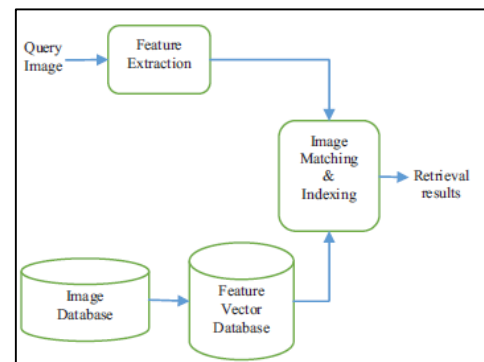 Query
Image
Feature
Extraction
Image
Matching
&
Indexing
Retrieval
results
Image
Database
Feature
Vector
Database